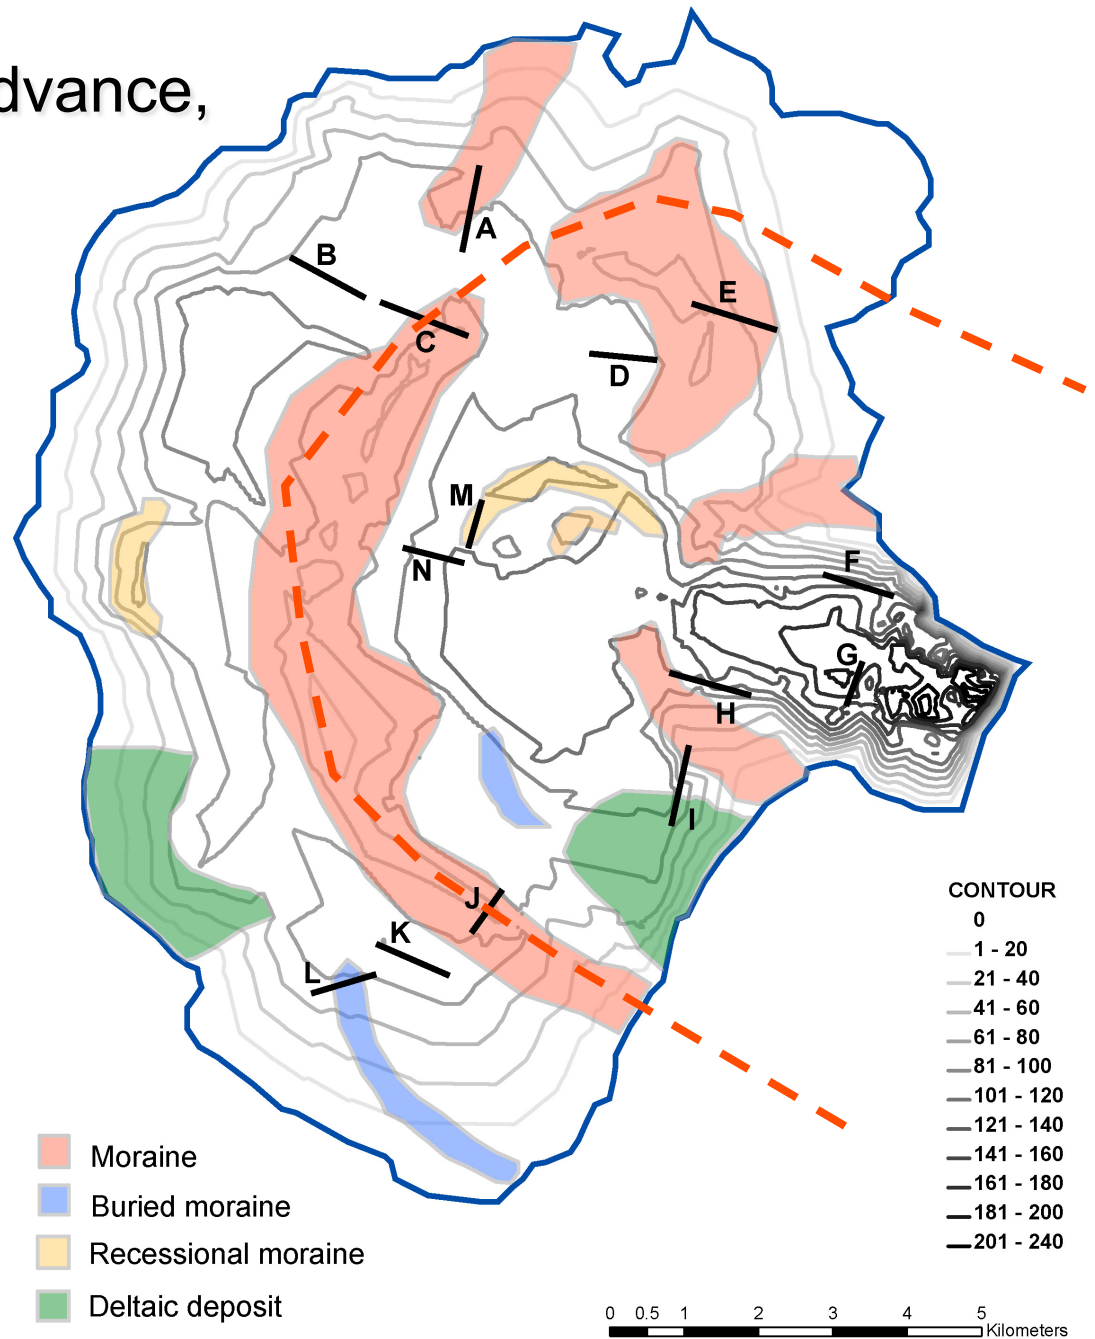 dvance,
A
B
C
E
D
M
N
F
G
H
I
J
K
L
CONTOUR
0
1 - 20
21 - 40
41 - 60
61 - 80
81 - 100
101 - 120
121 - 140
141 - 160
161 - 180
181 - 200
201 - 240
Moraine
Buried moraine
Recessional moraine
Deltaic deposit
0 0.5 1 2 3 4 5
Kilometers